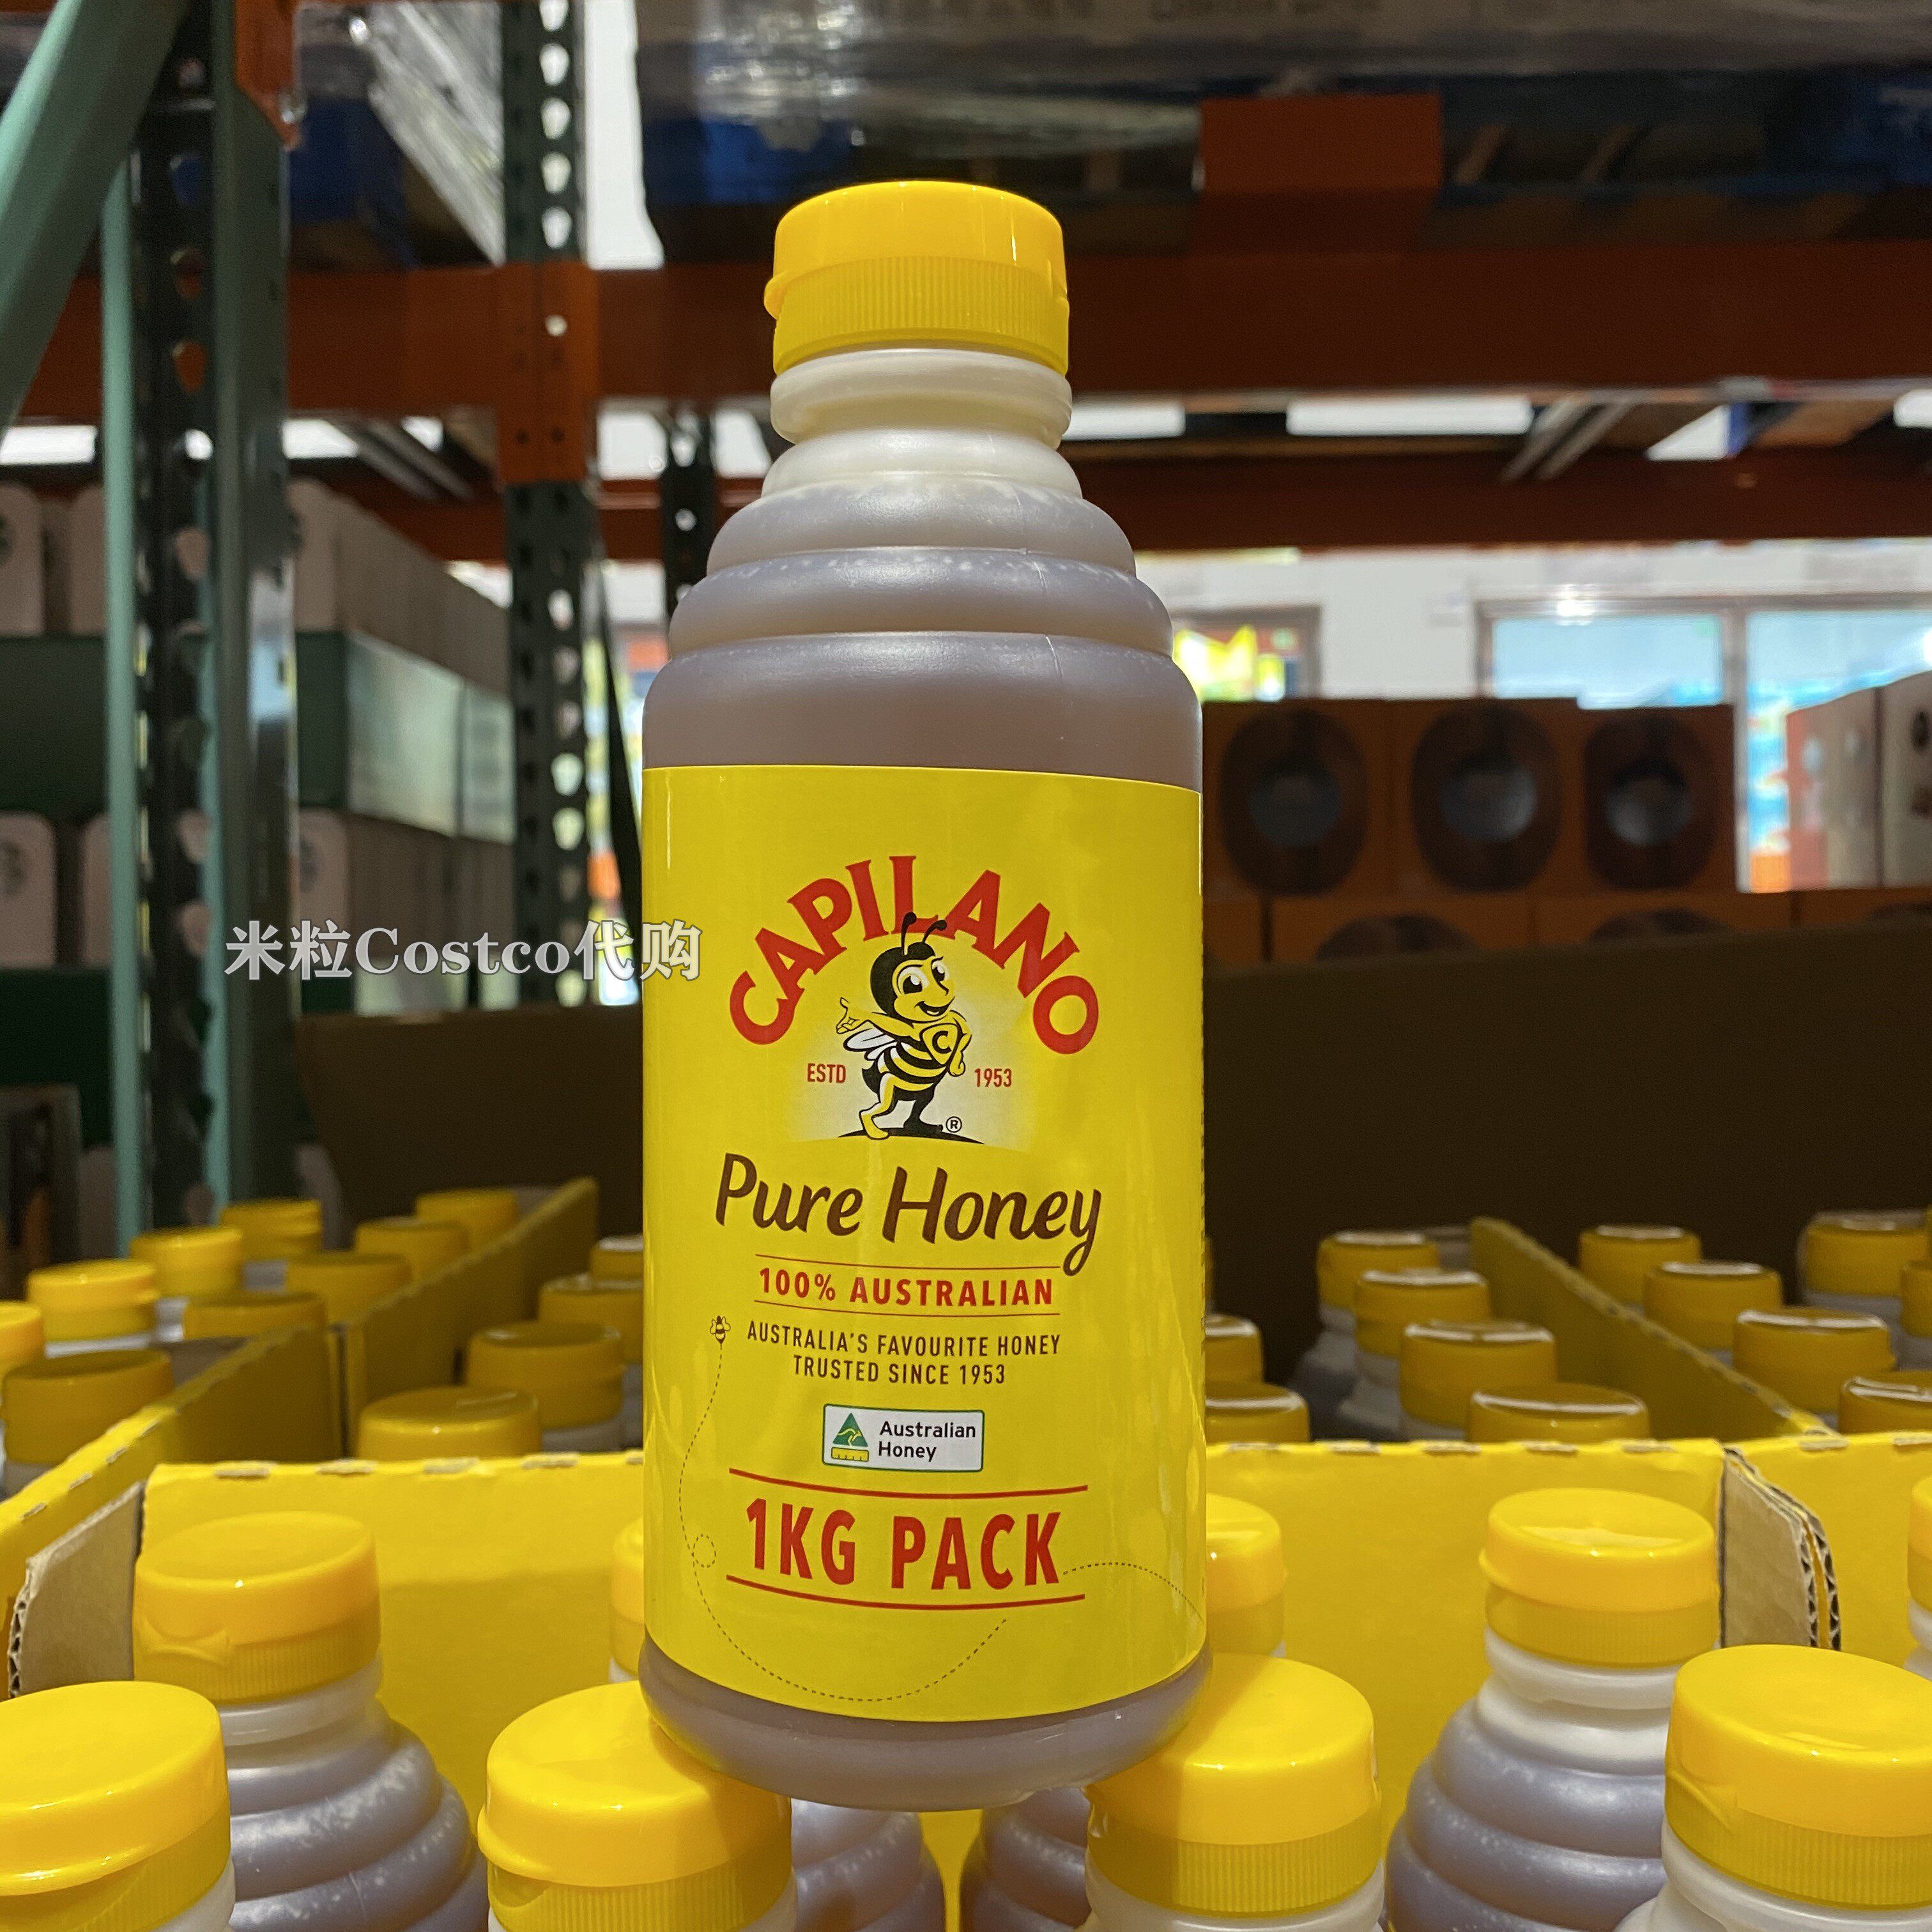 CAPILANO
米粒Costco代购
C
ESTD 1953
®
Pure Honey
100% AUSTRALIAN
AUSTRALIA'S FAVOURITE HONEY
TRUSTED SINCE 1953
Australian
Honey
1KG PACK